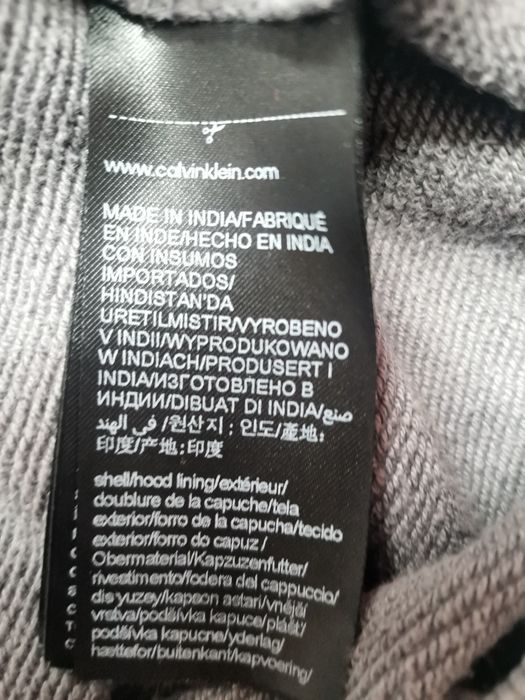 www.calvinklein.com
MADE IN INDIA/FABRIQUÉ
EN INDE/HECHO EN INDIA
CON INSUMOS
IMPORTADOS/
HINDISTAN'DA
URETILMISTIR/VYROBENO
V INDII/WYPRODUKOWANO
W INDIACH/PRODUSERT I
INDIA/ИЗГОТОВЛЕНО В
ИНДИИ/DIBUAT DI INDIA/صنع
في الهند/원산지 : 인도/產地:
印度/产地: 印度
shell/hood lining/extérieur/
doublure de la capuche/tela
exterior/forro de la capucha/tecido
exterior/forro do capuz /
Obermaterial/Kapzuzenfutter/
rivestimento/fodera del cappuccio/
dis yuzey/kapson astari/vnější
vrstva/podšívka kapuce/plášť/
podšívka kapucne/yderlag/
hættefor/buitenkant/kapvoering/